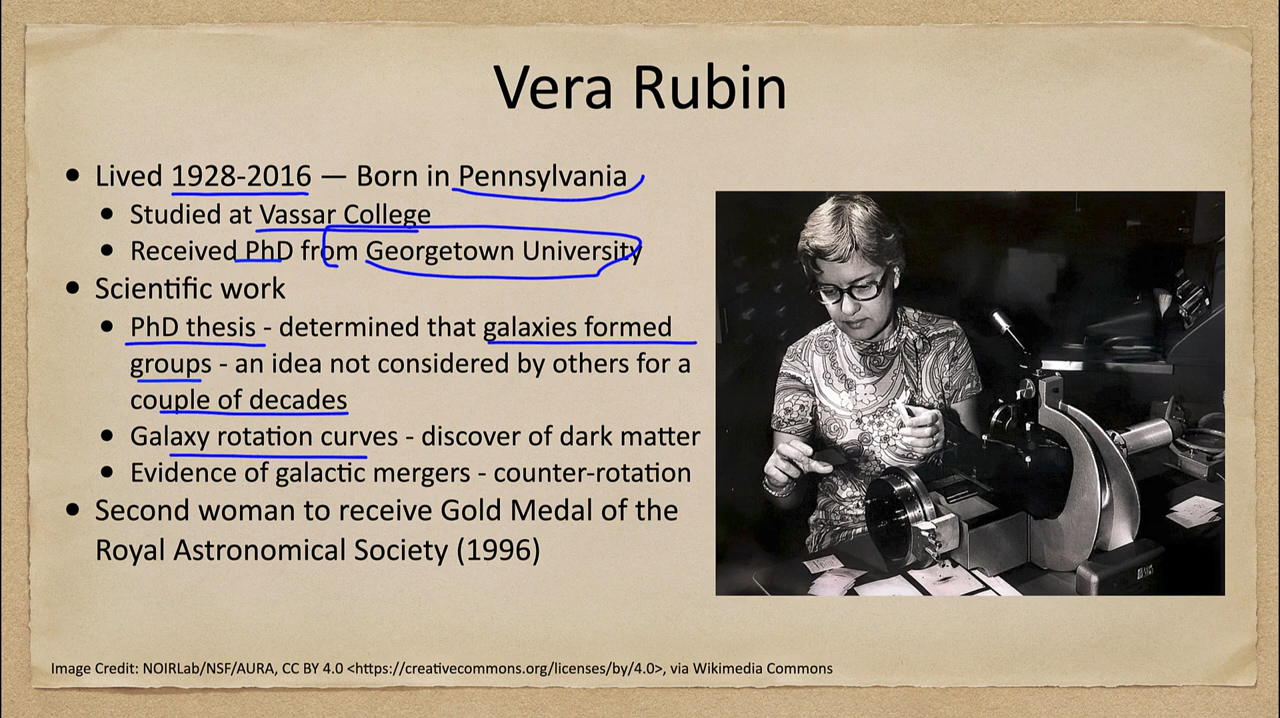 Vera Rubin
• Lived 1928-2016 — Born in Pennsylvania
• Studied at Vassar College
• Received PhD from Georgetown University
• Scientific work
• PhD thesis - determined that galaxies formed
groups - an idea not considered by others for a
couple of decades
• Galaxy rotation curves - discover of dark matter
• Evidence of galactic mergers - counter-rotation
• Second woman to receive Gold Medal of the
Royal Astronomical Society (1996)
Image Credit: NOIRLab/NSF/AURA, CC BY 4.0 <https://creativecommons.org/licenses/by/4.0>, via Wikimedia Commons